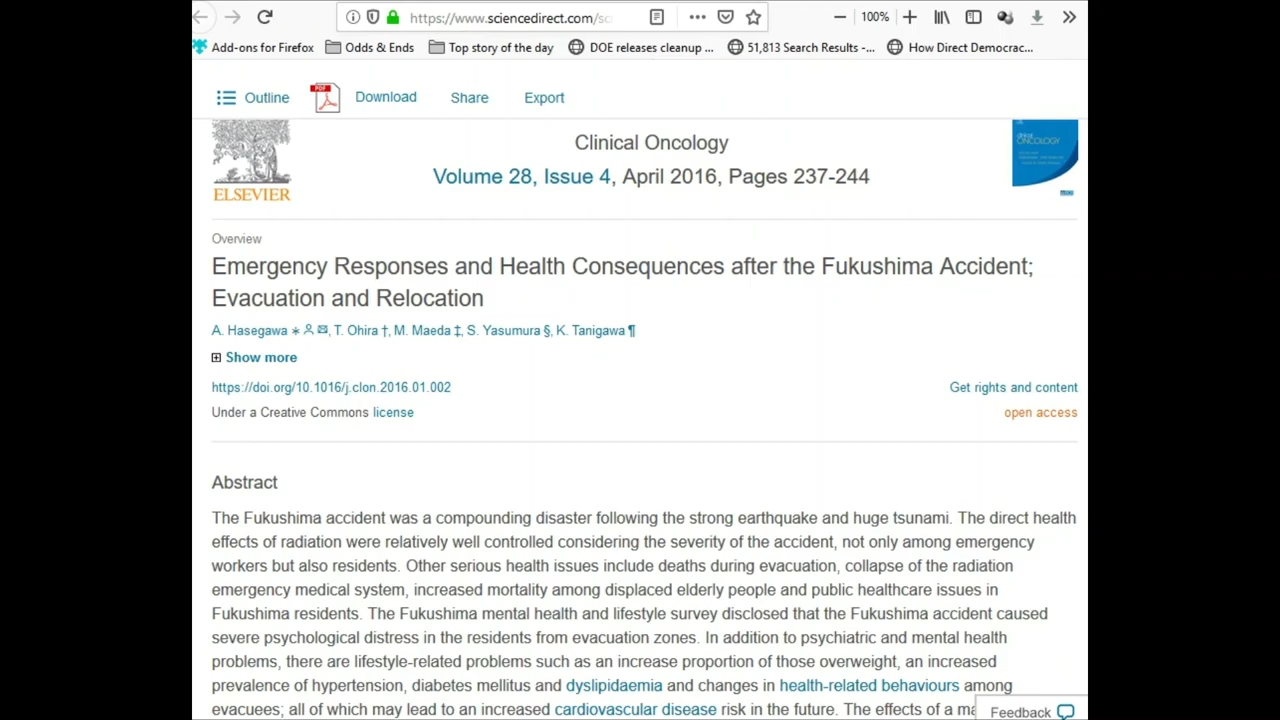 https://www.sciencedirect.com/sc
100%
Add-ons for Firefox Odds & Ends Top story of the day DOE releases cleanup ... 51,813 Search Results -... How Direct Democrac...
Outline PDF Download Share Export
Clinical Oncology
ONCOLOGY
Volume 28, Issue 4, April 2016, Pages 237-244
ELSEVIER
Overview
Emergency Responses and Health Consequences after the Fukushima Accident;
Evacuation and Relocation
A. Hasegawa ∗, T. Ohira †, M. Maeda ‡, S. Yasumura §, K. Tanigawa ¶
Show more
https://doi.org/10.1016/j.clon.2016.01.002 Get rights and content
Under a Creative Commons license open access
Abstract
The Fukushima accident was a compounding disaster following the strong earthquake and huge tsunami. The direct health
effects of radiation were relatively well controlled considering the severity of the accident, not only among emergency
workers but also residents. Other serious health issues include deaths during evacuation, collapse of the radiation
emergency medical system, increased mortality among displaced elderly people and public healthcare issues in
Fukushima residents. The Fukushima mental health and lifestyle survey disclosed that the Fukushima accident caused
severe psychological distress in the residents from evacuation zones. In addition to psychiatric and mental health
problems, there are lifestyle-related problems such as an increase proportion of those overweight, an increased
prevalence of hypertension, diabetes mellitus and dyslipidaemia and changes in health-related behaviours among
evacuees; all of which may lead to an increased cardiovascular disease risk in the future. The effects of a ma
Feedback